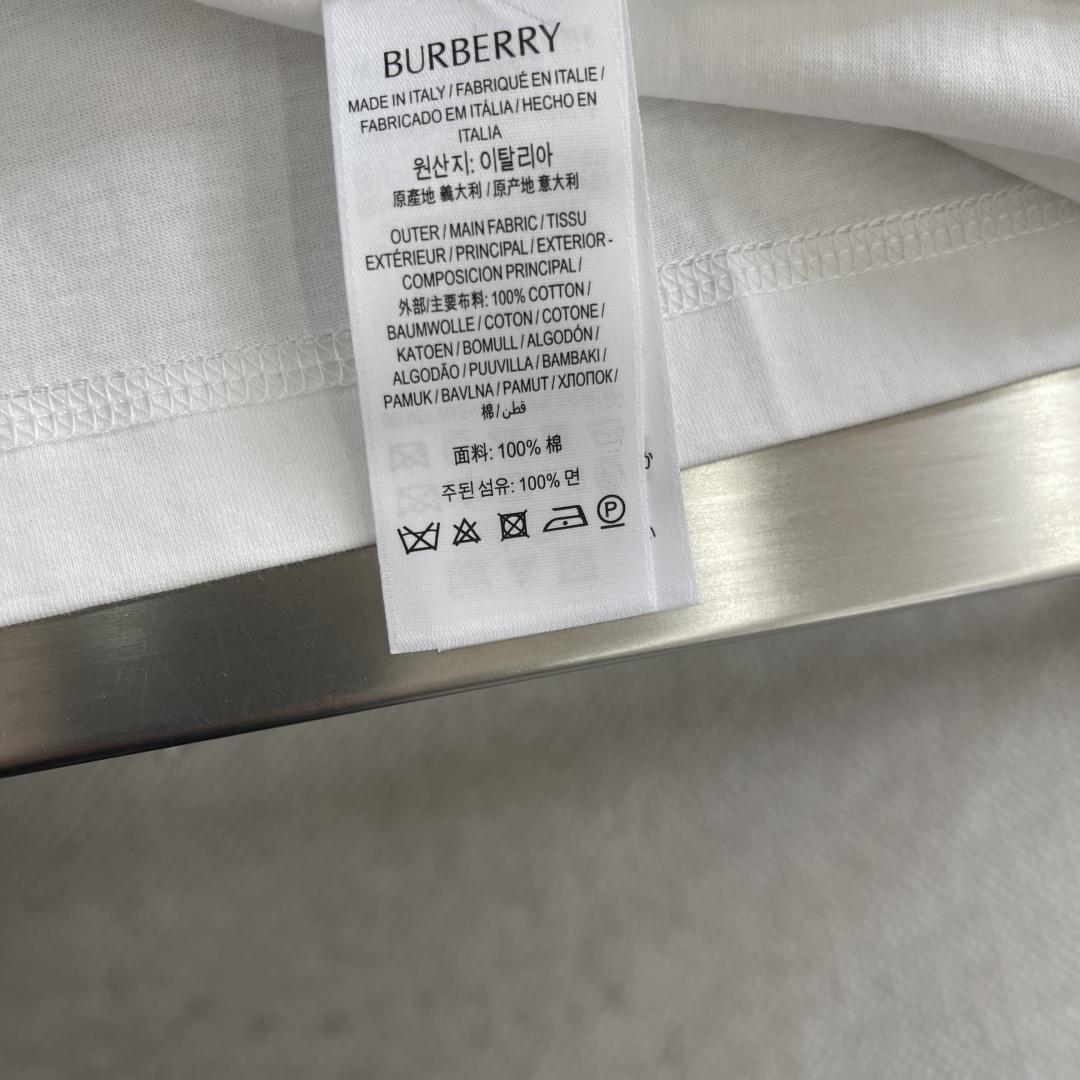 BURBERRY
MADE IN ITALY / FABRIQUÉ EN ITALIE /
FABRICADO EM ITÁLIA / HECHO EN
ITALIA
원산지: 이탈리아
原產地 義大利 / 原产地 意大利
OUTER / MAIN FABRIC / TISSU
EXTÉRIEUR / PRINCIPAL / EXTERIOR -
COMPOSICION PRINCIPAL /
外部/主要布料: 100% COTTON /
BAUMWOLLE / COTON / COTONE /
KATOEN / BOMULL / ALGODÓN /
ALGODÃO / PUUVILLA / BAMBAKI /
PAMUK / BAVLNA / PAMUT / ХЛОПОК /
棉 / قطن
面料: 100% 棉
주된 섬유: 100% 면
P